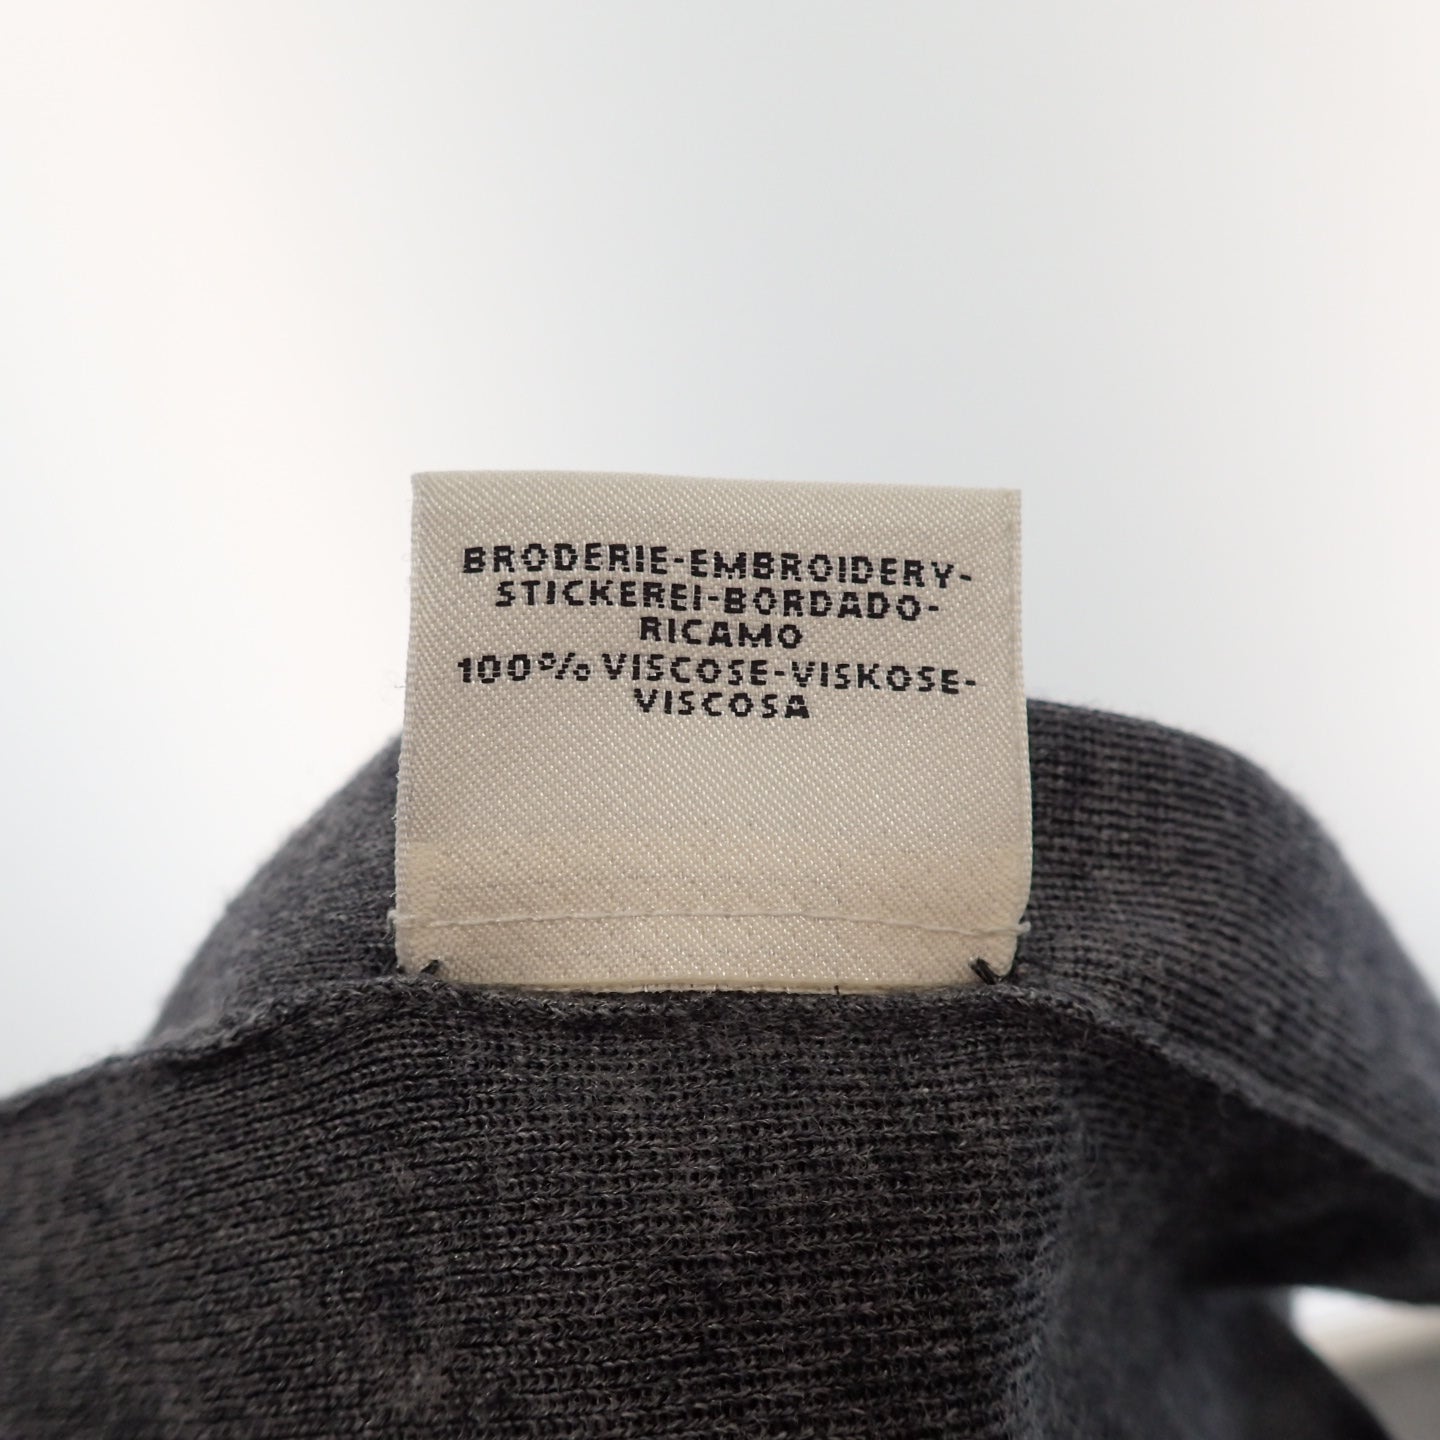 BRODERIE-EMBROIDERY-
STICKEREI-BORDADO-
RICAMO
100% VISCOSE-VISKOSE-
VISCOSA